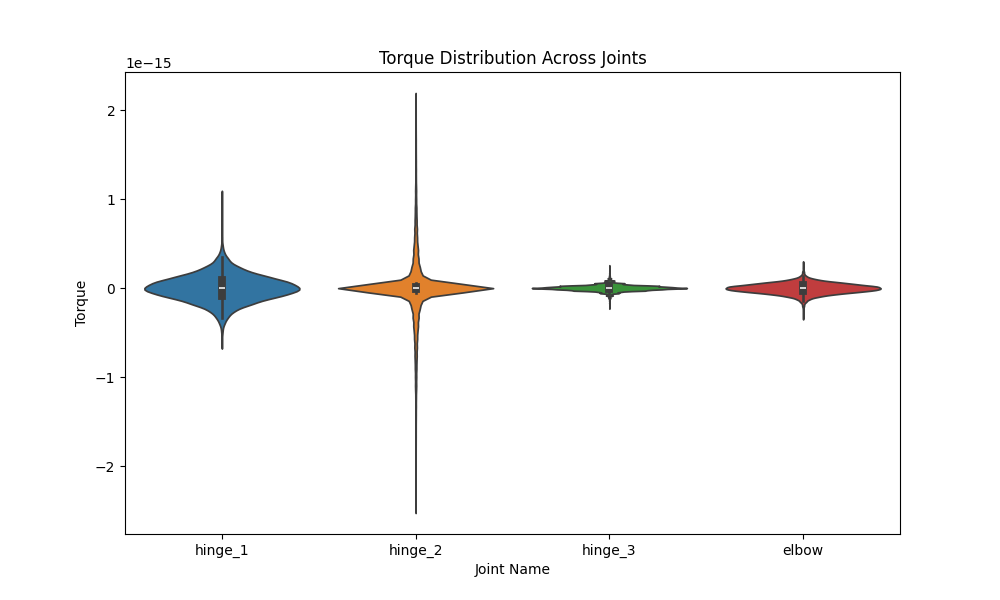 Torque Distribution Across Joints
1e−15
2
1
0
−1
−2
Torque
hinge_1
hinge_2
hinge_3
elbow
Joint Name